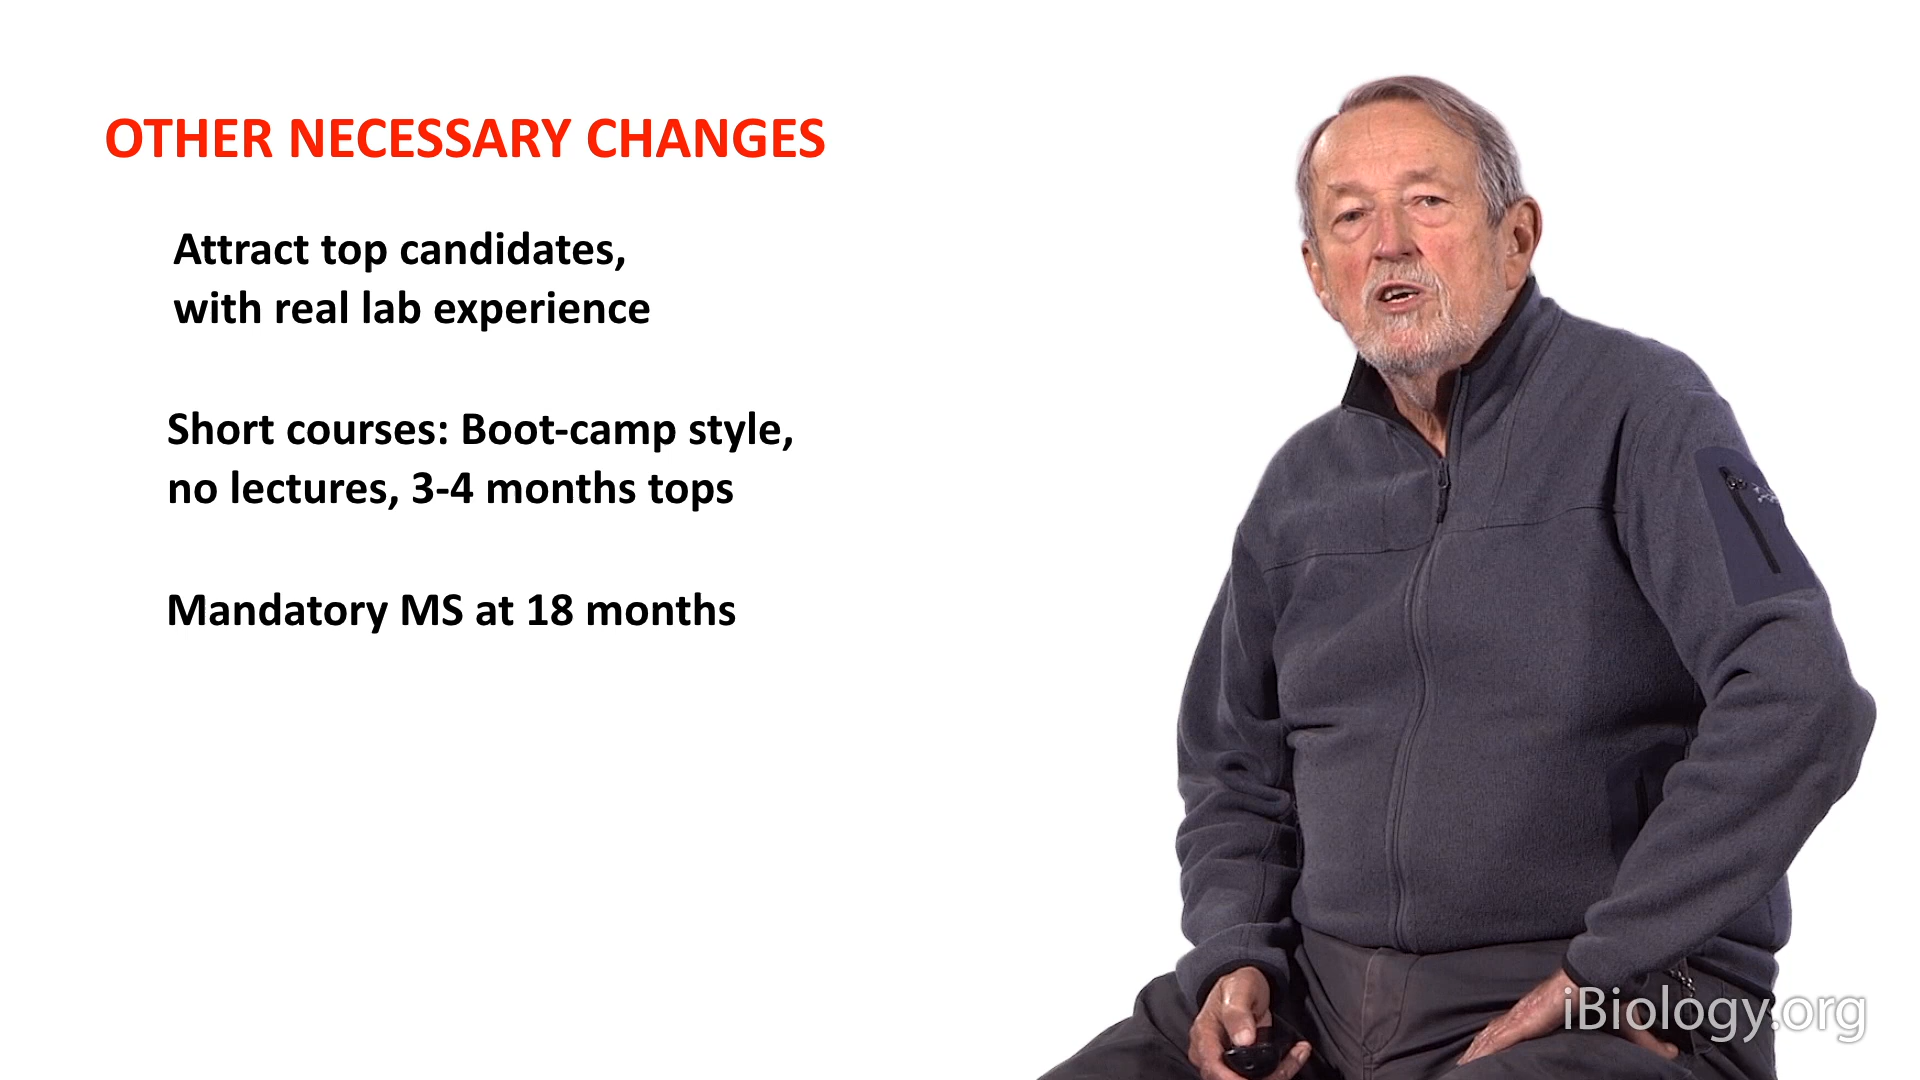 OTHER NECESSARY CHANGES
Attract top candidates,
with real lab experience
Short courses: Boot-camp style,
no lectures, 3-4 months tops
Mandatory MS at 18 months
iBiology.org